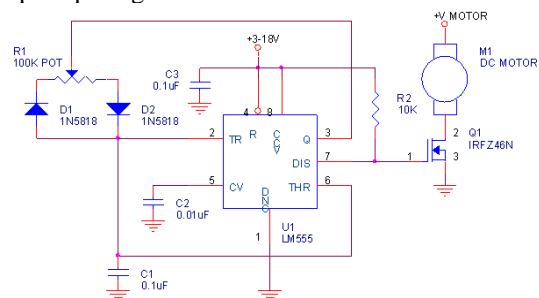 +V MOTOR
R1
100K POT
+3-18V
M1
DC MOTOR
C3
0.1uF
D1
1N5818
D2
1N5818
R2
10K
4
8
R
CCV
2
TR
Q
3
DIS
7
1
2
3
Q1
IRFZ46N
5
CV
THR
6
DNG
C2
0.01uF
1
U1
LM555
C1
0.1uF